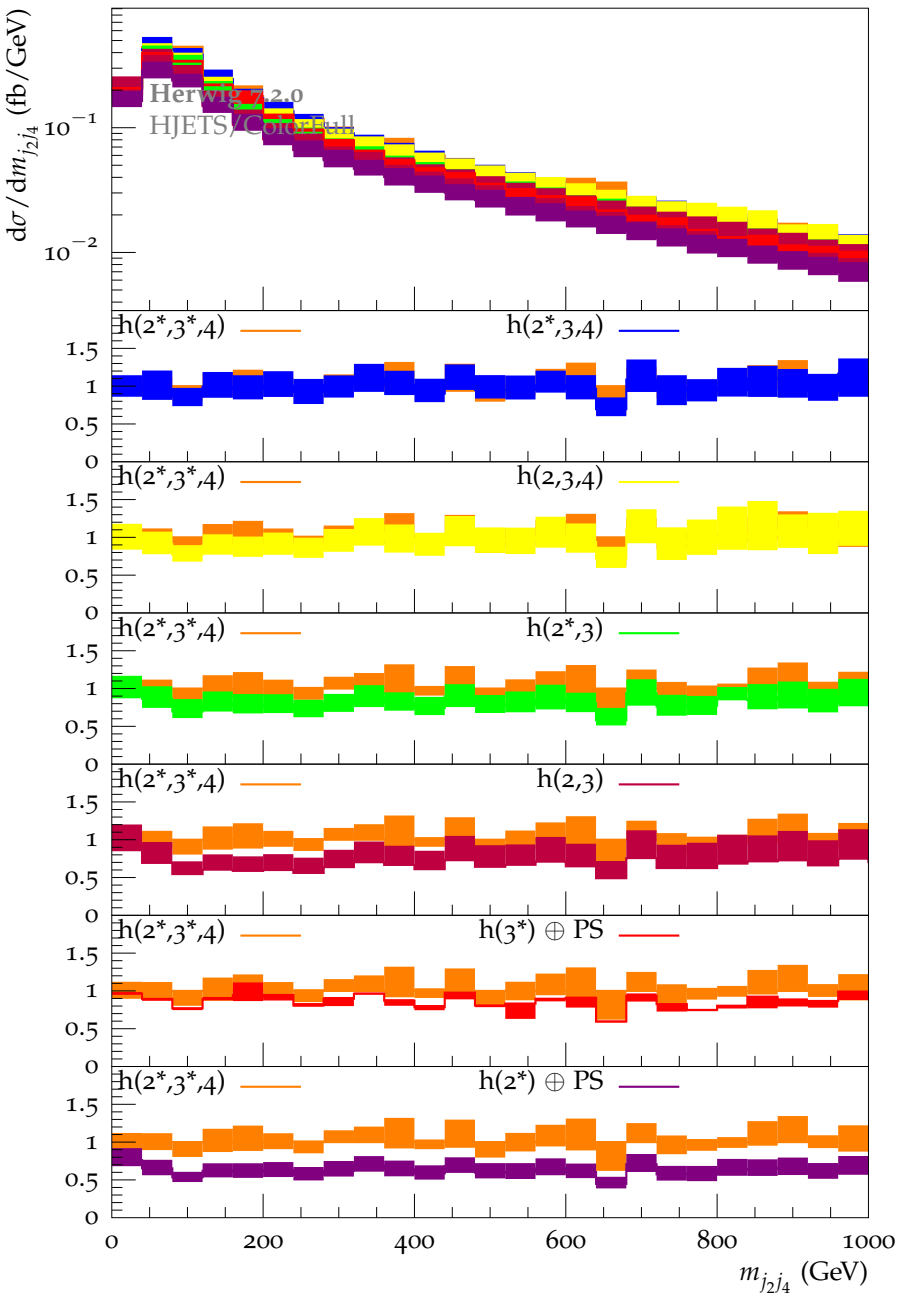 dσ/dm_{j₂j₄} (fb/GeV)
10⁻¹
10⁻²
Herwig 7.2.0
HJETS/ColorFull
h(2*,3*,4) h(2*,3,4)
1.5
1
0.5
0
h(2*,3*,4) h(2,3,4)
1.5
1
0.5
0
h(2*,3*,4) h(2*,3)
1.5
1
0.5
0
h(2*,3*,4) h(2,3)
1.5
1
0.5
0
h(2*,3*,4) h(3*) ⊕ PS
1.5
1
0.5
0
h(2*,3*,4) h(2*) ⊕ PS
1.5
1
0.5
0
0 200 400 600 800 1000
m_{j₂j₄} (GeV)